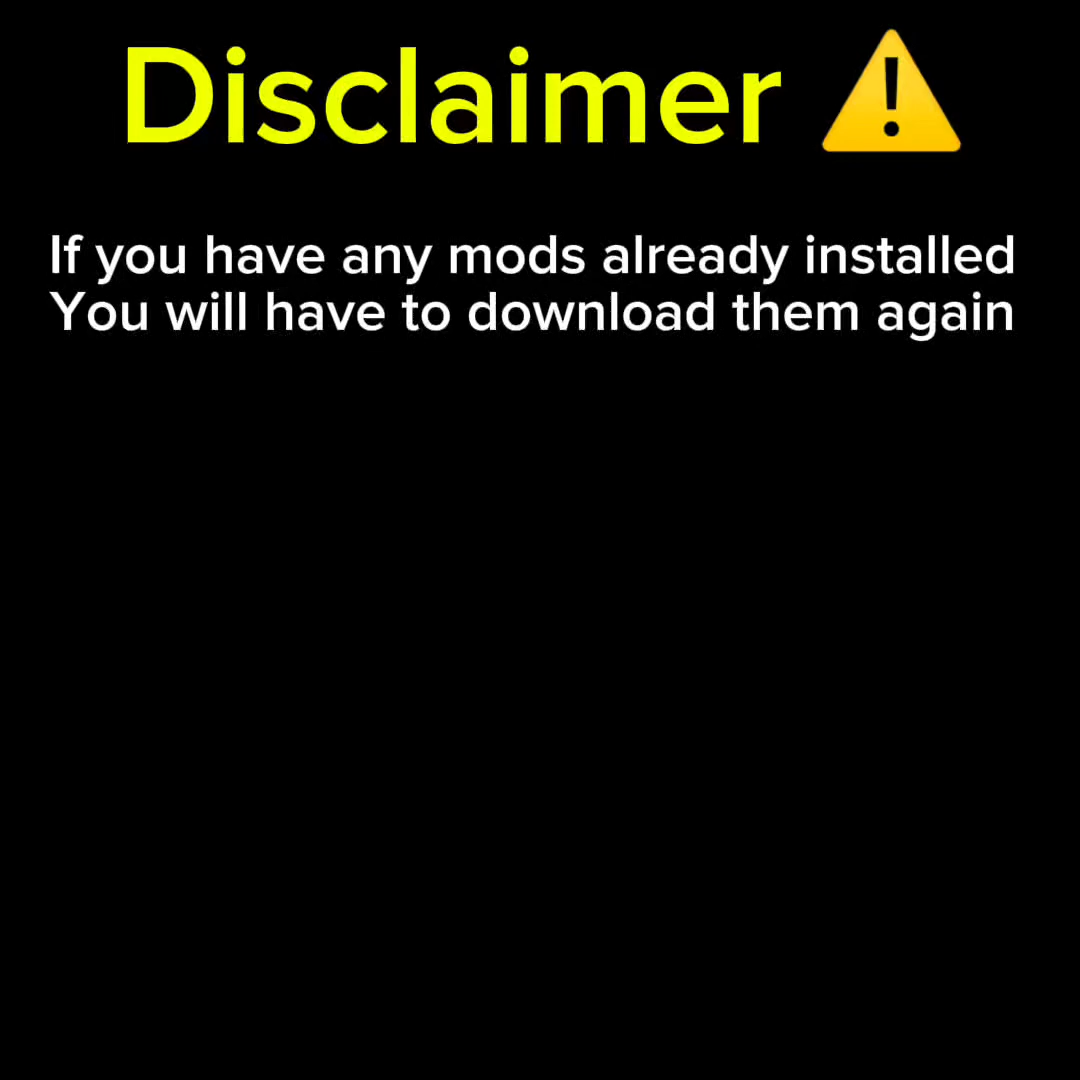 Disclaimer ⚠️
If you have any mods already installed
You will have to download them again